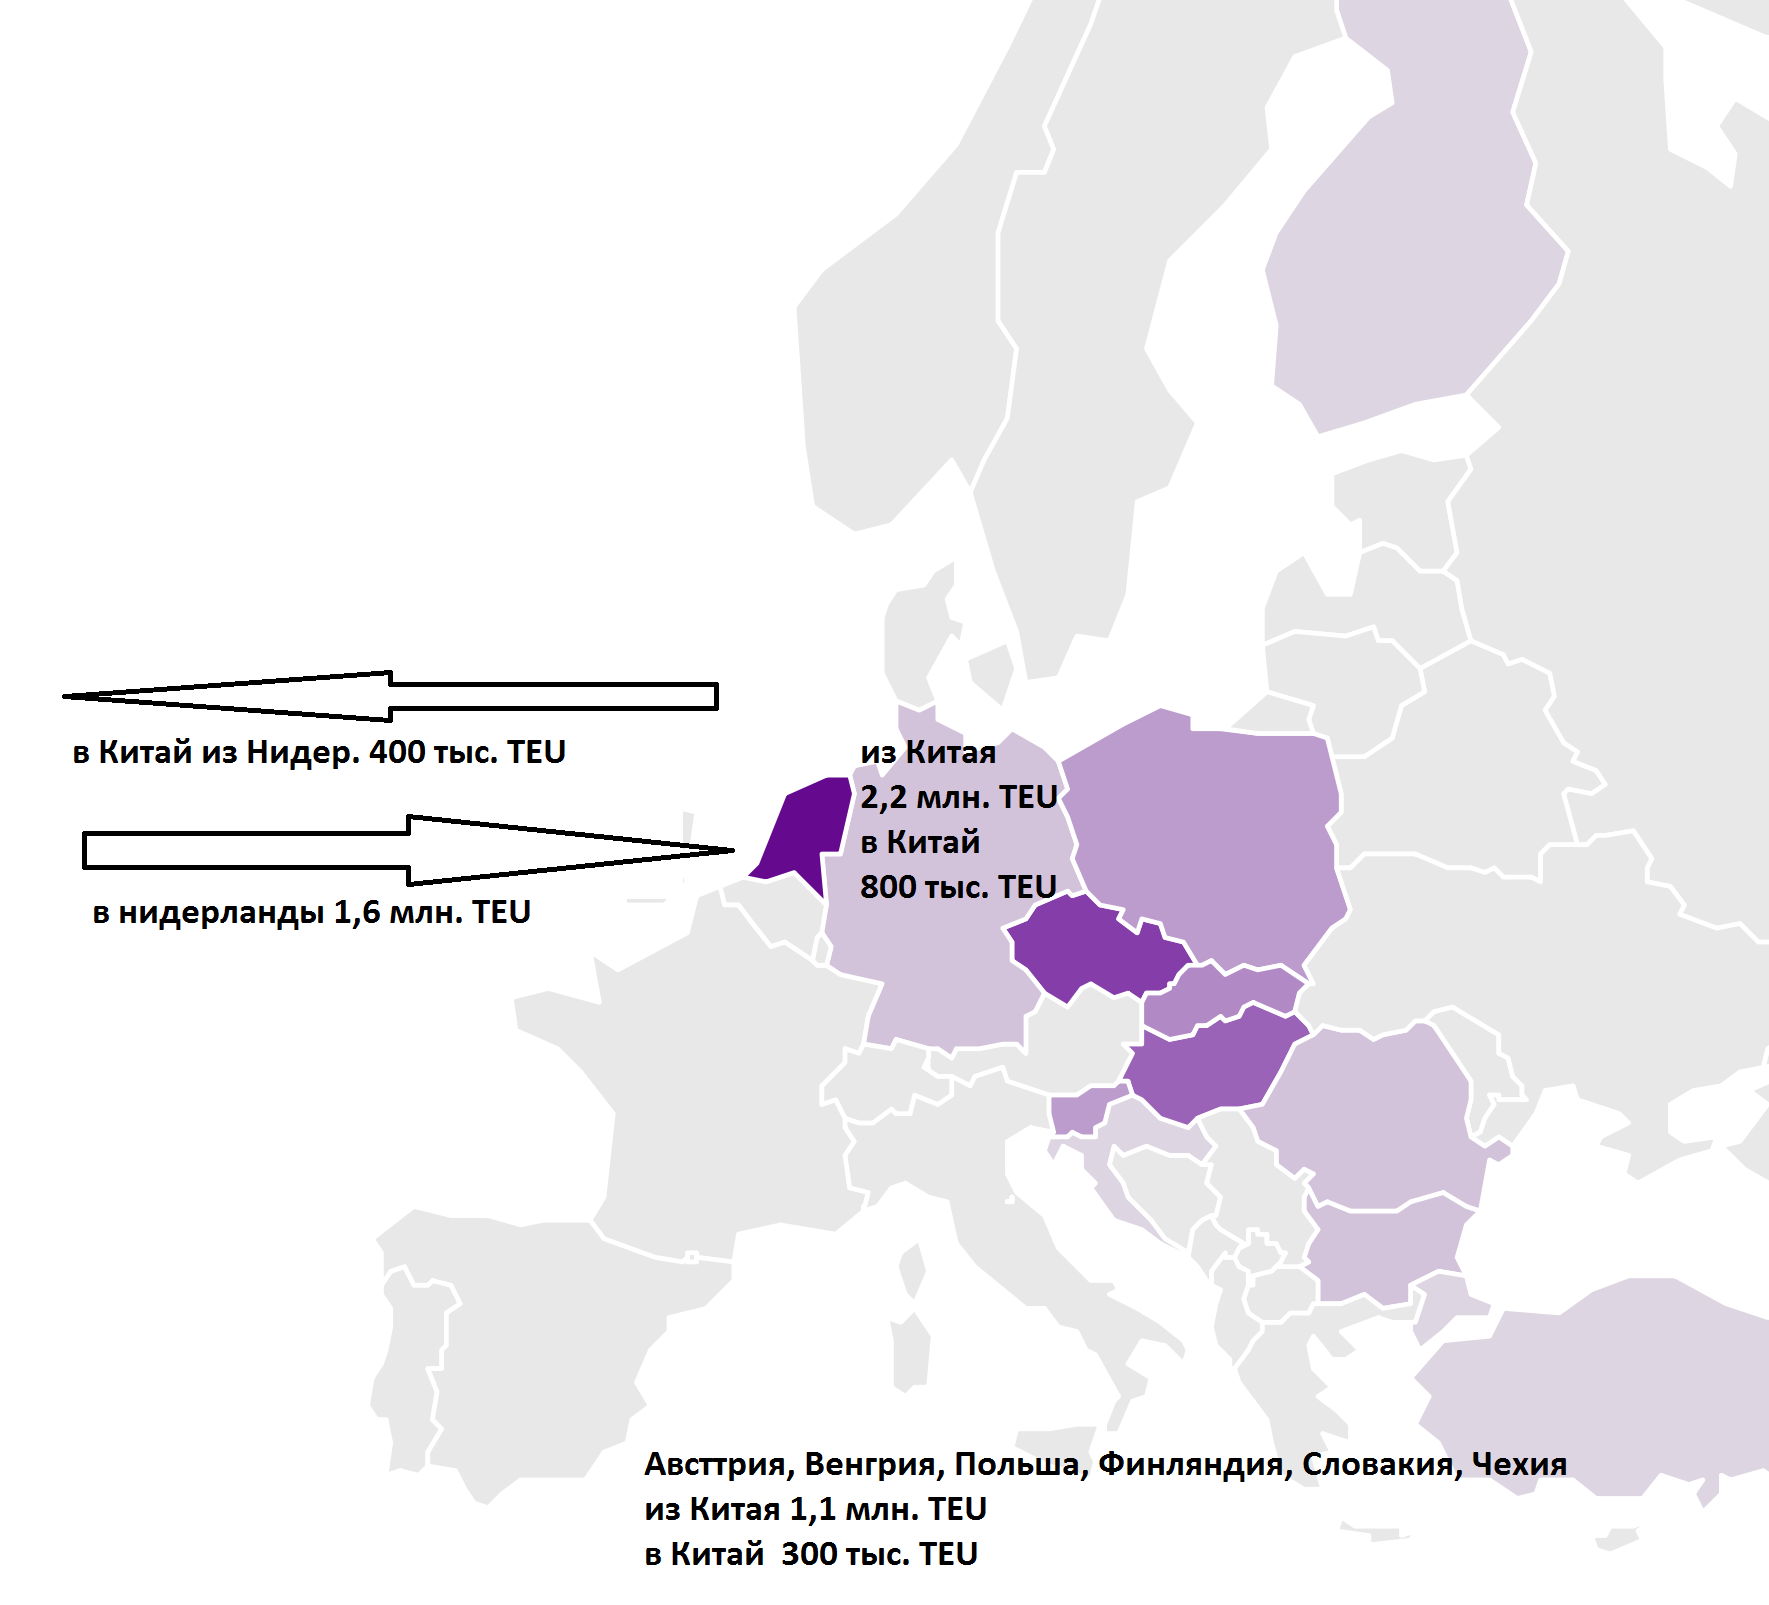 в Китай из Нидер. 400 тыс. TEU
в нидерланды 1,6 млн. TEU
из Китая
2,2 млн. TEU
в Китай
800 тыс. TEU
Австтрия, Венгрия, Польша, Финляндия, Словакия, Чехия
из Китая 1,1 млн. TEU
в Китай  300 тыс. TEU